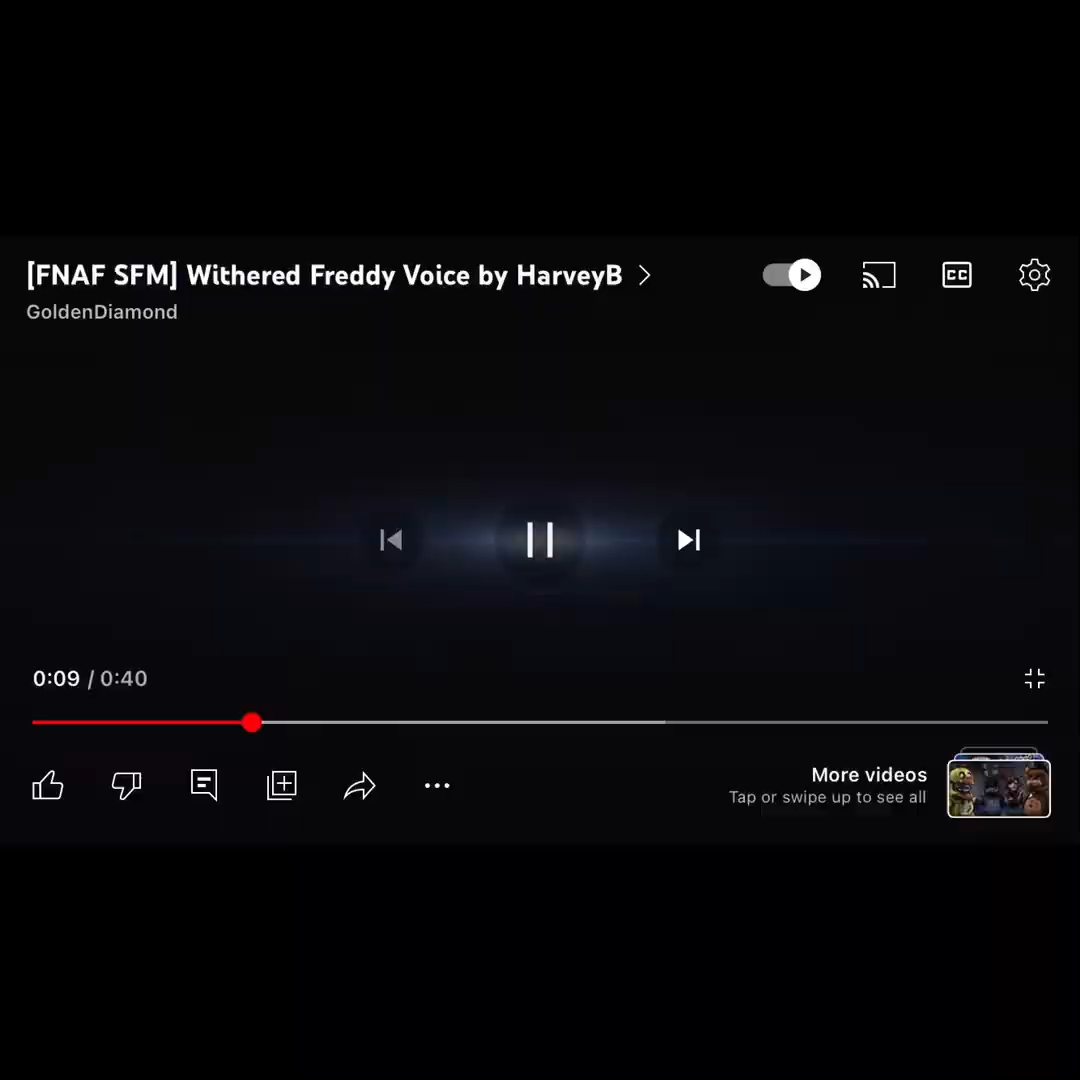 [FNAF SFM] Withered Freddy Voice by HarveyB
GoldenDiamond
CC
0:09 / 0:40
More videos
Tap or swipe up to see all